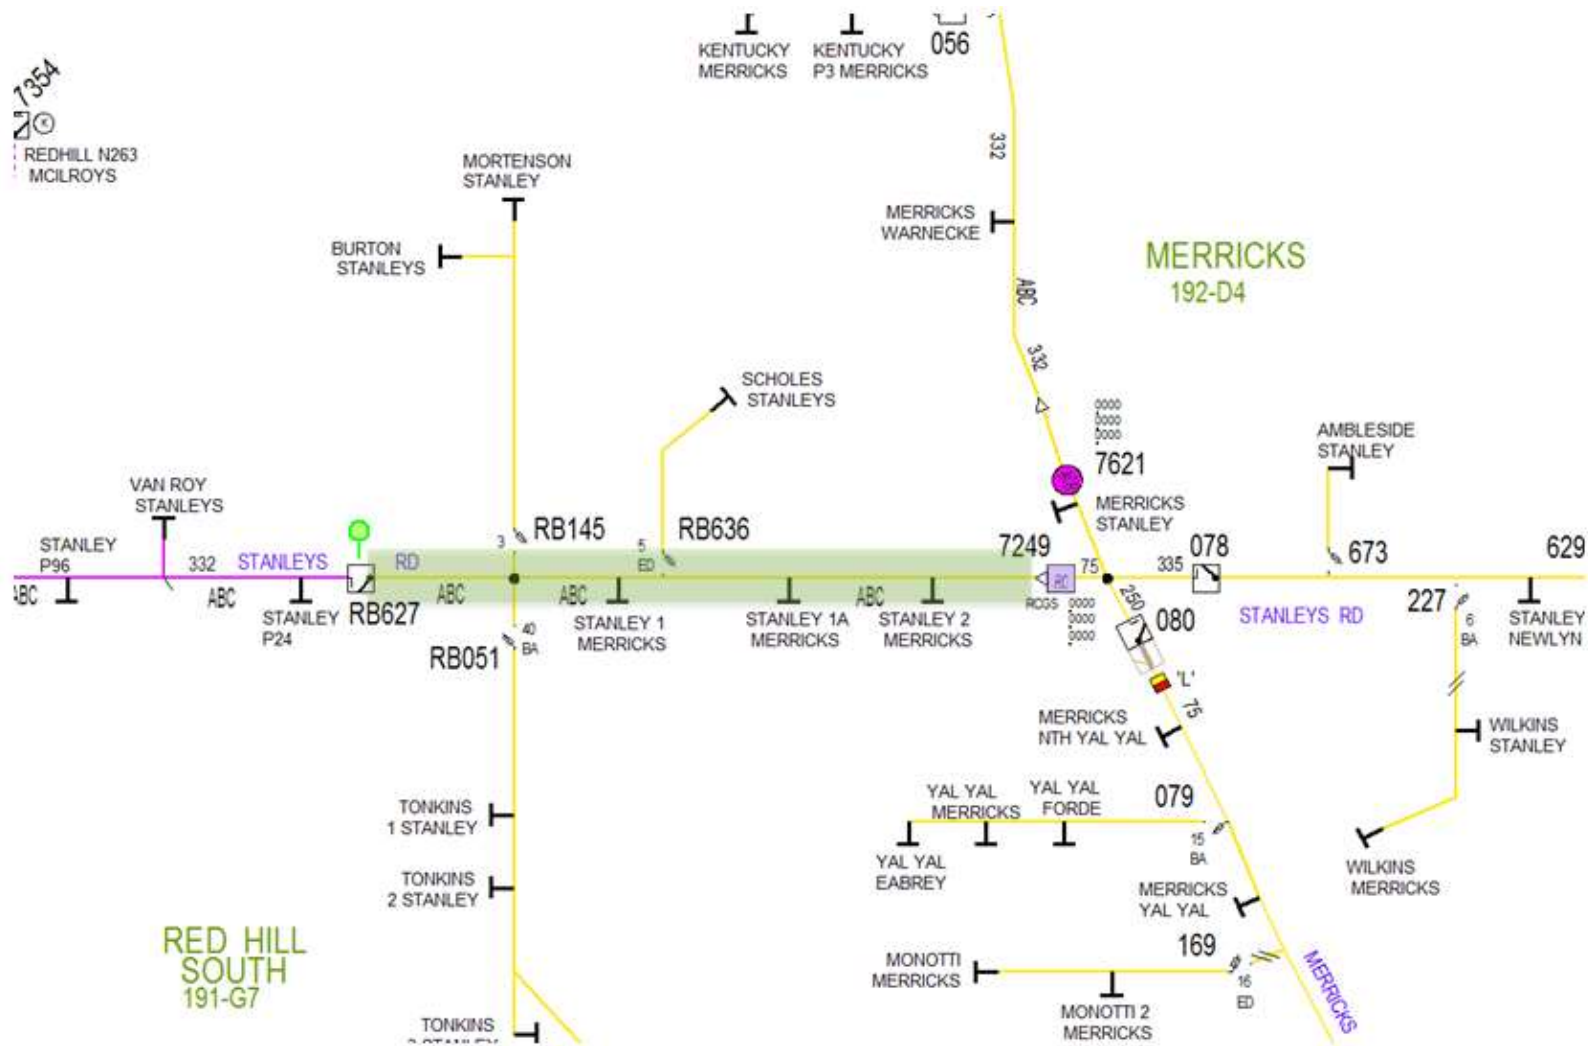 KENTUCKY
MERRICKS
KENTUCKY
P3 MERRICKS
056
7354
K
REDHILL N263
MCILROYS
MORTENSON
STANLEY
332
MERRICKS
WARNECKE
BURTON
STANLEYS
MERRICKS
192-D4
ABC
332
SCHOLES
STANLEYS
0000
0000
0000
7621
AMBLESIDE
STANLEY
VAN ROY
STANLEYS
MERRICKS
STANLEY
STANLEY
P96
332
STANLEYS
RD
3
RB145
5
ED
RB636
7249
75
335
078
673
629
ABC
ABC
STANLEY
P24
RB627
ABC
ABC
STANLEY 1
MERRICKS
STANLEY 1A
MERRICKS
ABC
STANLEY 2
MERRICKS
RC
RCGS
0000
0000
0000
250
080
STANLEYS RD
227
6
BA
STANLEY
NEWLYN
40
BA
RB051
'L'
75
MERRICKS
NTH YAL YAL
WILKINS
STANLEY
TONKINS
1 STANLEY
YAL YAL
MERRICKS
YAL YAL
FORDE
079
15
BA
YAL YAL
EABREY
WILKINS
MERRICKS
TONKINS
2 STANLEY
MERRICKS
YAL YAL
RED HILL
SOUTH
191-G7
169
MONOTTI
MERRICKS
16
ED
MERRICKS
MONOTTI 2
MERRICKS
TONKINS